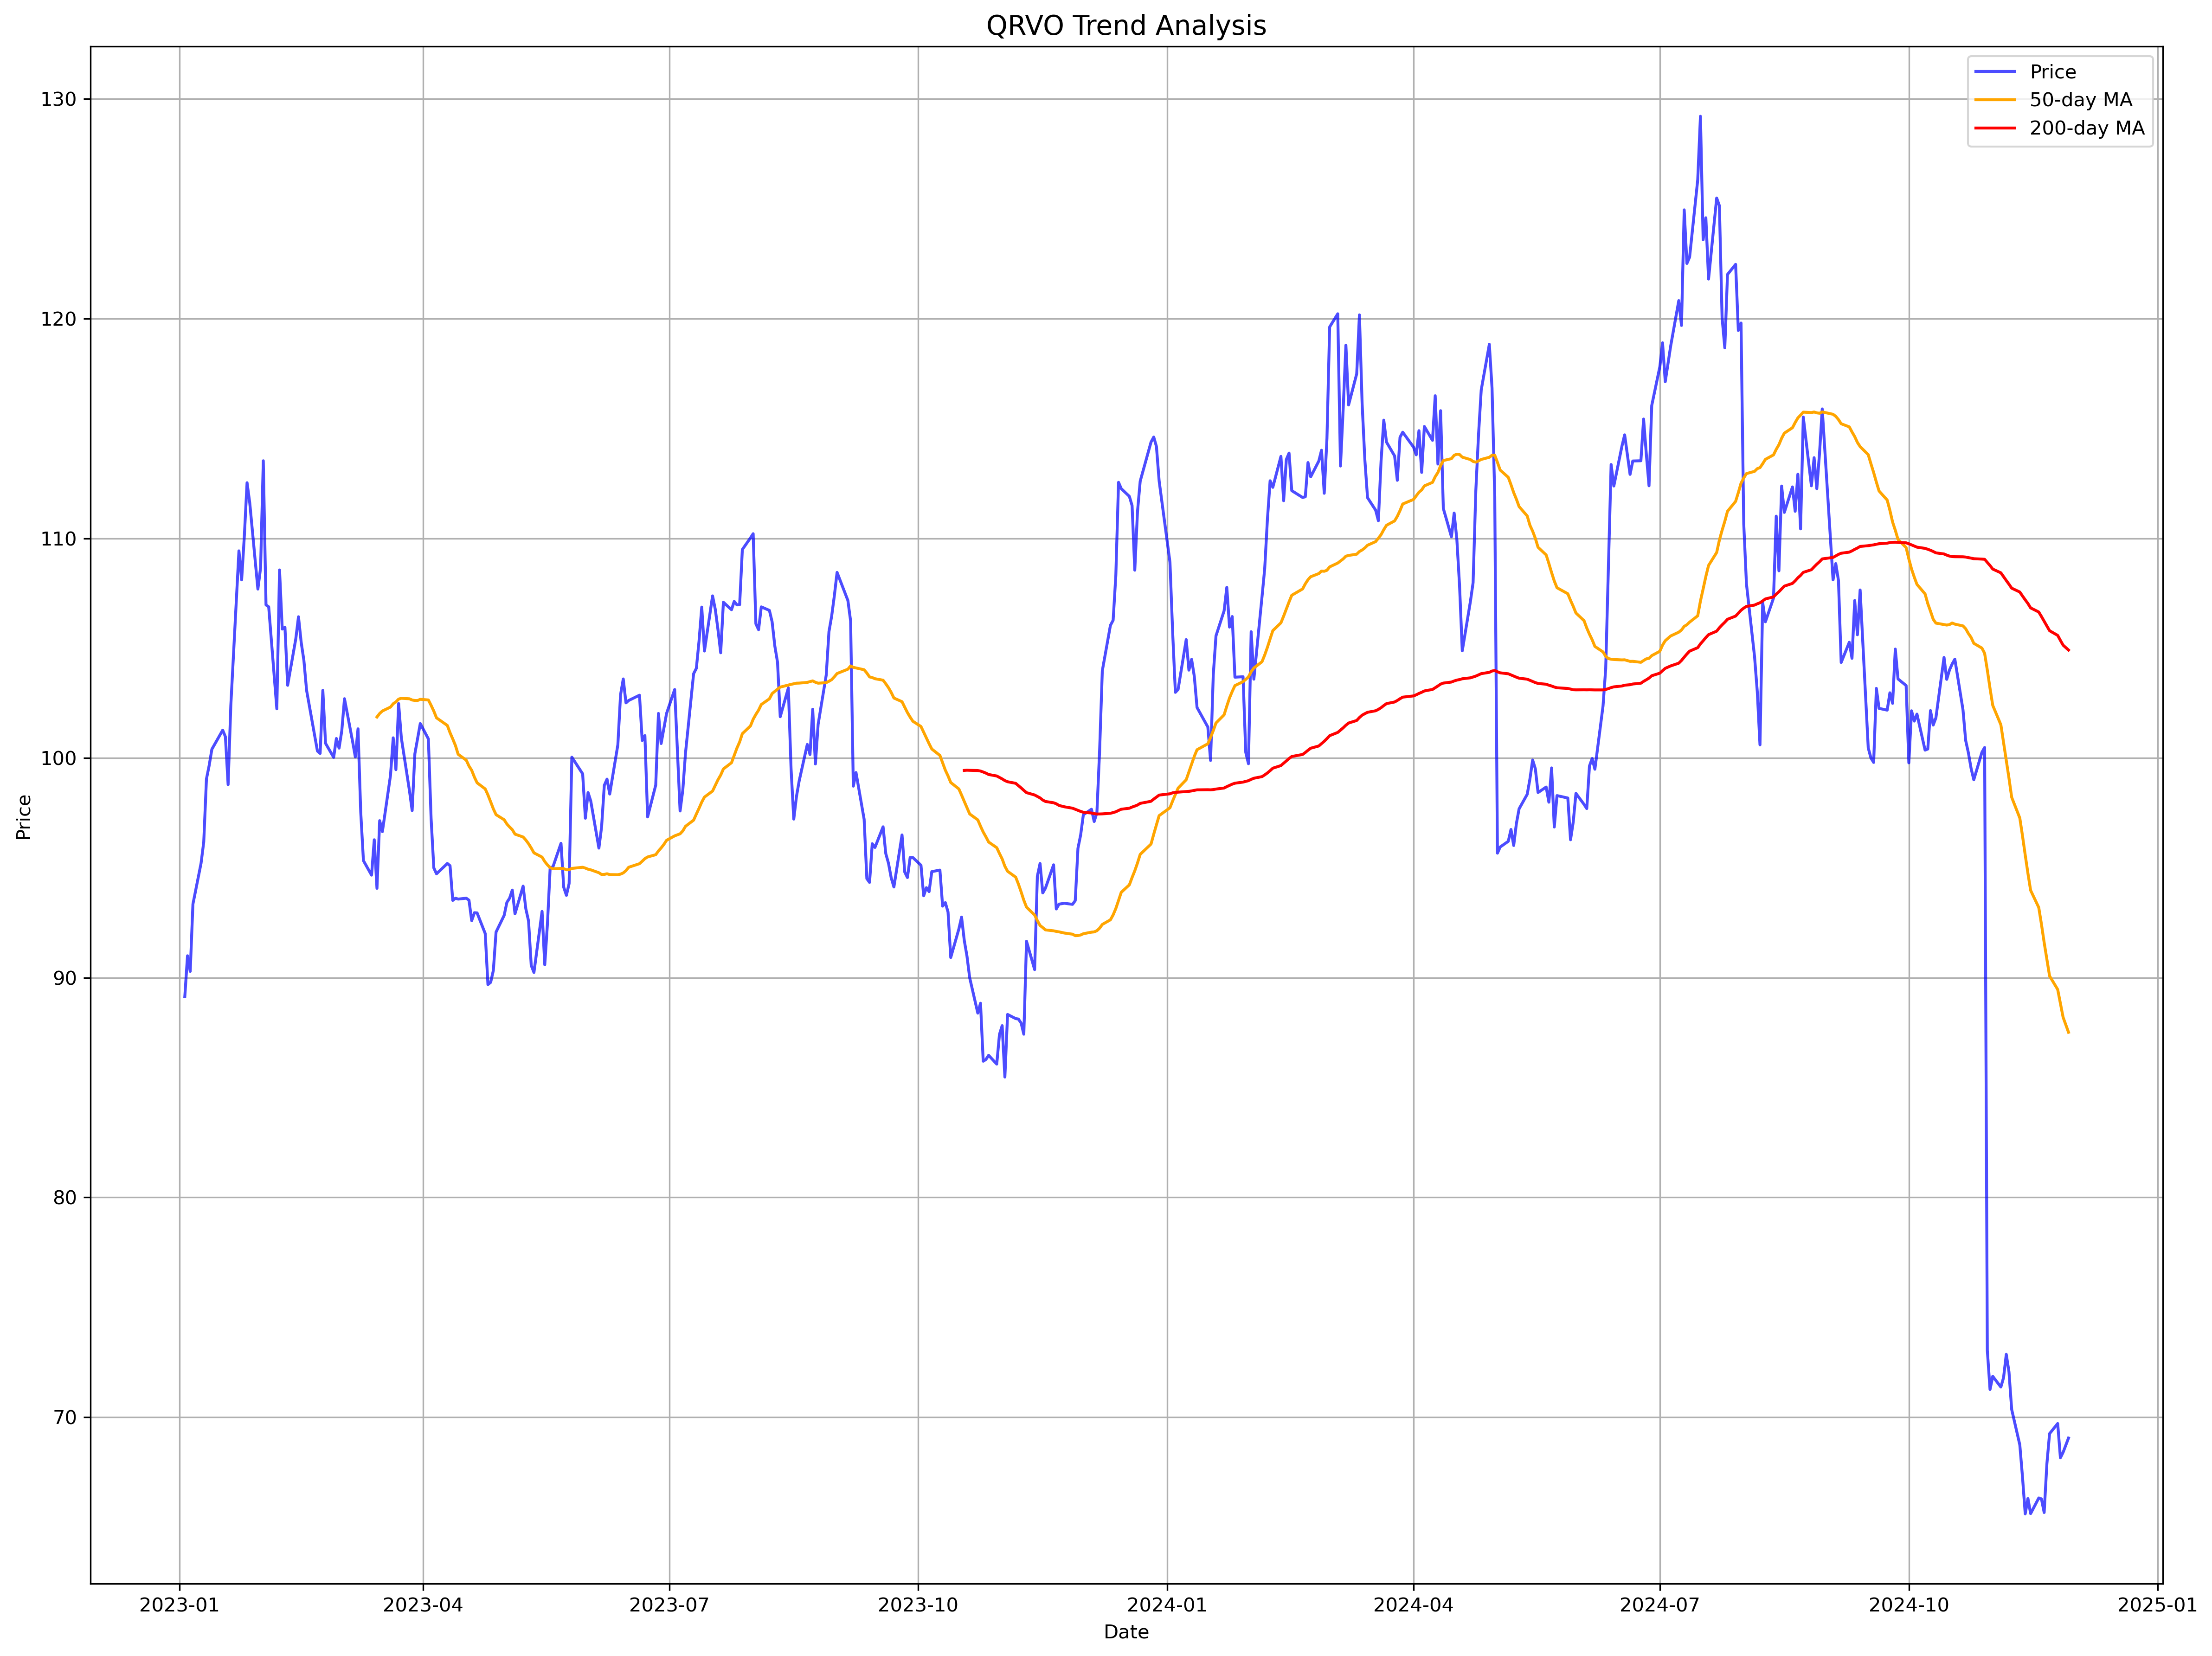 QRVO Trend Analysis
Price
50-day MA
200-day MA
130
120
110
100
90
80
70
Price
2023-01
2023-04
2023-07
2023-10
2024-01
2024-04
2024-07
2024-10
2025-01
Date